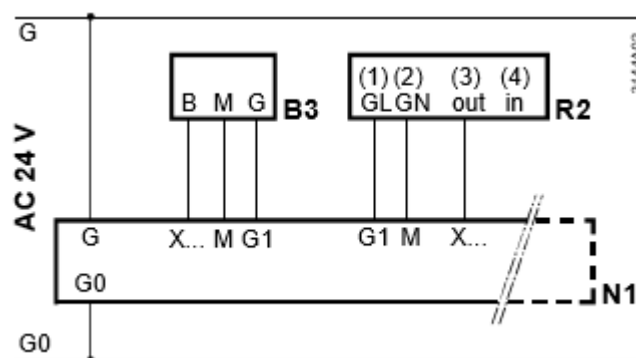 G
(1) (2) (3) (4)
B M G B3 GL GN out in R2
AC 24 V
G X... M G1 G1 M X...
G0 N1
G0